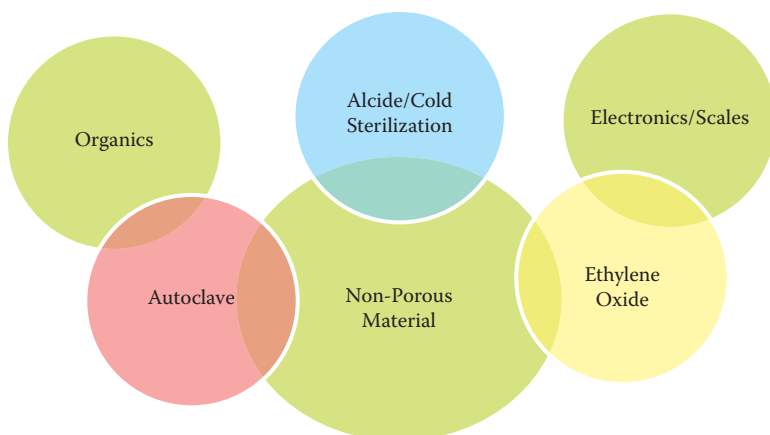 Organics
Alcide/Cold
Sterilization
Electronics/Scales
Autoclave
Non-Porous
Material
Ethylene
Oxide